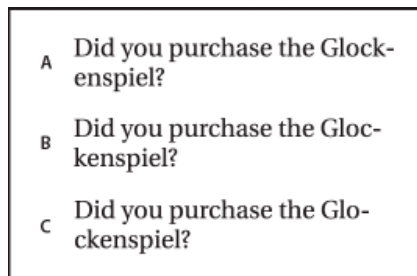 A Did you purchase the Glock-
enspiel?
B Did you purchase the Gloc-
kenspiel?
C Did you purchase the Glo-
ckenspiel?